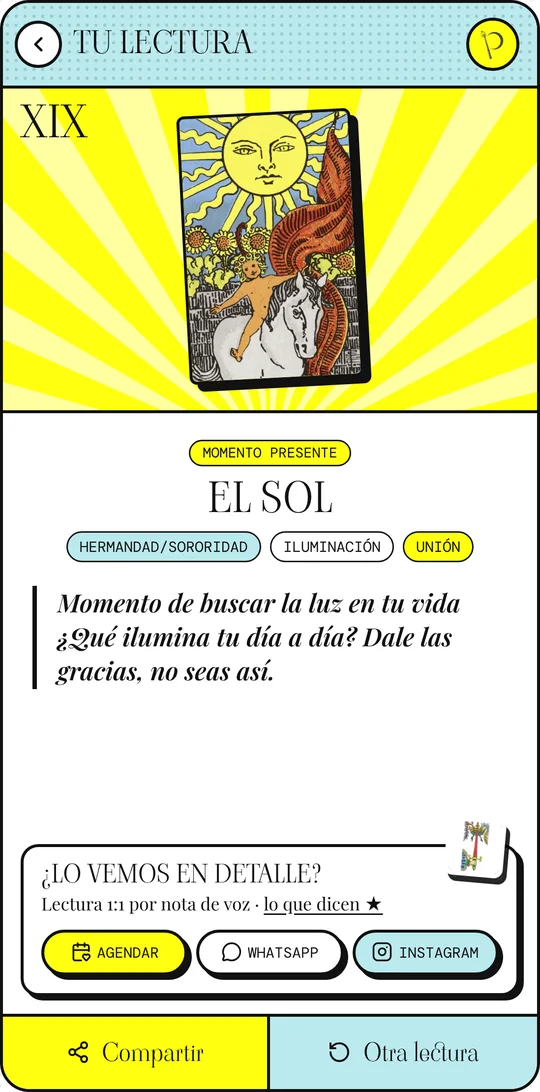 TU LECTURA
P
XIX
MOMENTO PRESENTE
EL SOL
HERMANDAD/SORORIDAD
ILUMINACIÓN
UNIÓN
Momento de buscar la luz en tu vida
¿Qué ilumina tu día a día? Dale las
gracias, no seas así.
¿LO VEMOS EN DETALLE?
Lectura 1:1 por nota de voz · lo que dicen ★
AGENDAR
WHATSAPP
INSTAGRAM
Compartir
Otra lectura